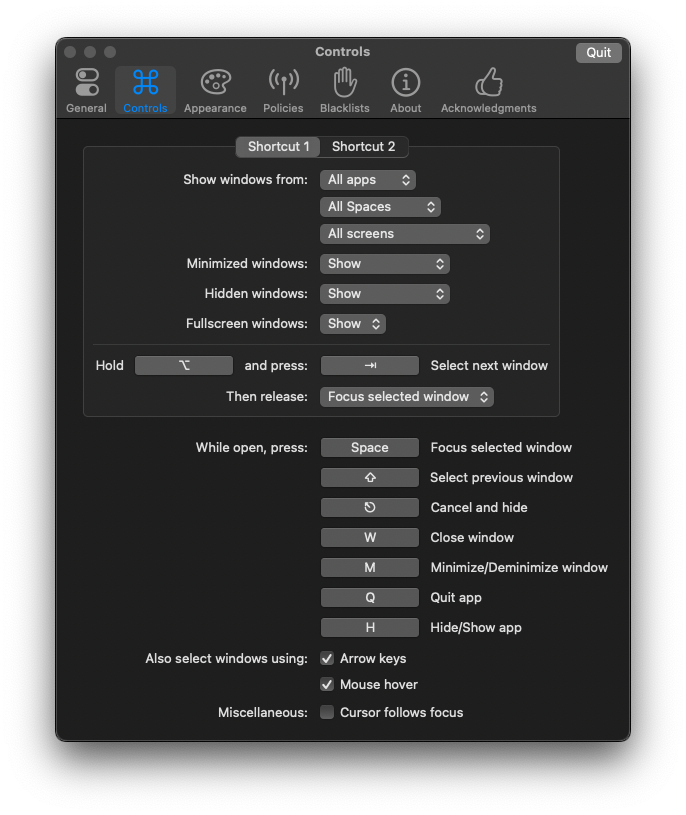 Controls
Quit
General Controls Appearance Policies Blacklists About Acknowledgments
Shortcut 1 Shortcut 2
Show windows from: All apps
All Spaces
All screens
Minimized windows: Show
Hidden windows: Show
Fullscreen windows: Show
Hold ⌥ and press: ⇥ Select next window
Then release: Focus selected window
While open, press: Space Focus selected window
⇧ Select previous window
⎋ Cancel and hide
W Close window
M Minimize/Deminimize window
Q Quit app
H Hide/Show app
Also select windows using: Arrow keys
Mouse hover
Miscellaneous: Cursor follows focus